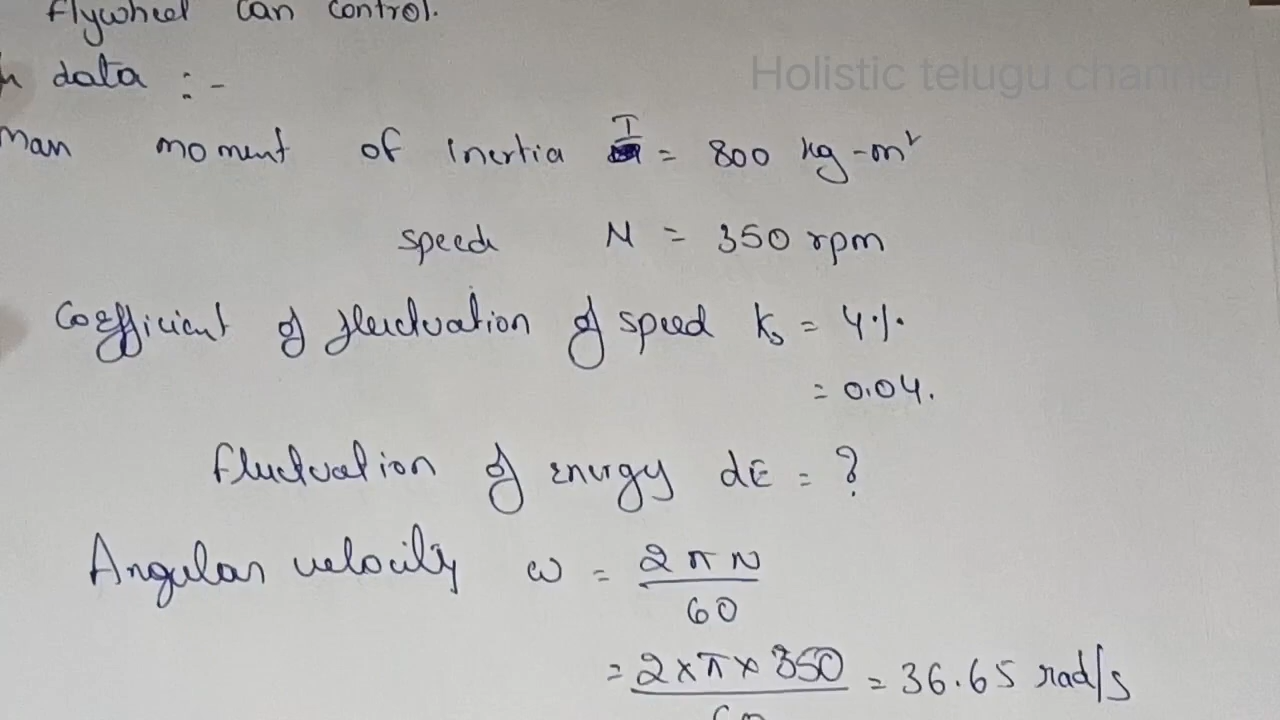 flywheel can control.
data :-
Holistic telugu channel
moment of inertia I = 800 kg-m²
speed N = 350 rpm
Coefficient of fluctuation of speed Ks = 4%
= 0.04.
Fluctuation of energy dE = ?
Angular velocity ω = 2πN
60
= 2×π×350 = 36.65 rad/s